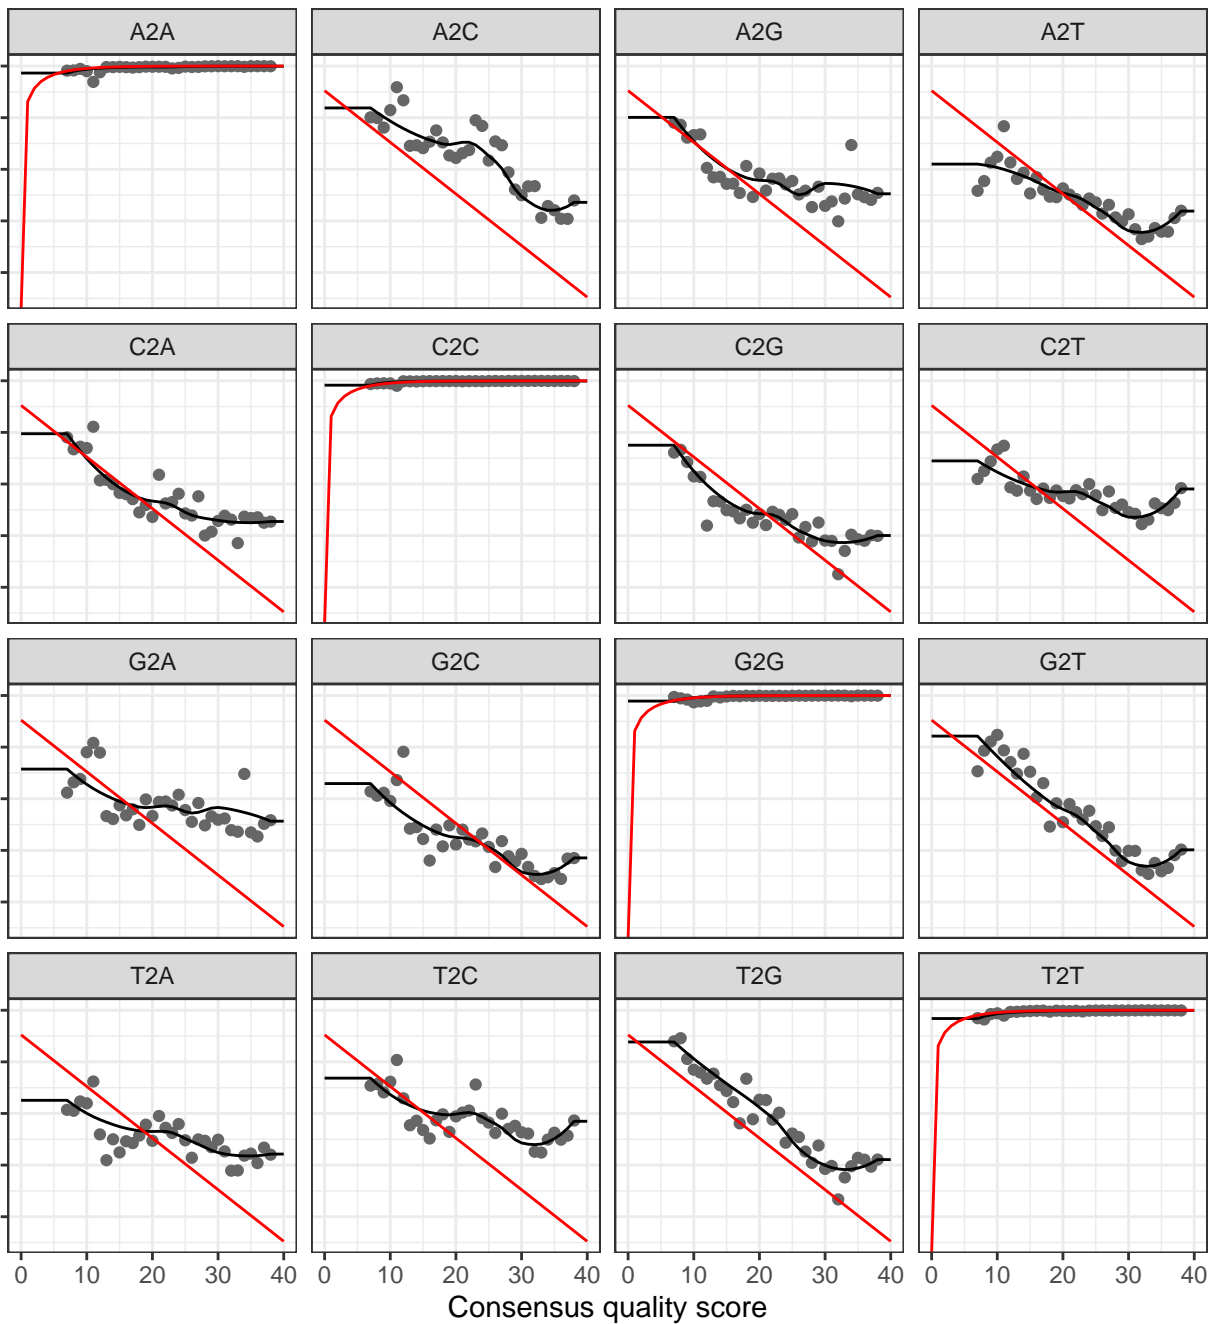 A2A A2C A2G A2T
C2A C2C C2G C2T
G2A G2C G2G G2T
T2A T2C T2G T2T
0 10 20 30 40 0 10 20 30 40 0 10 20 30 40 0 10 20 30 40
Consensus quality score